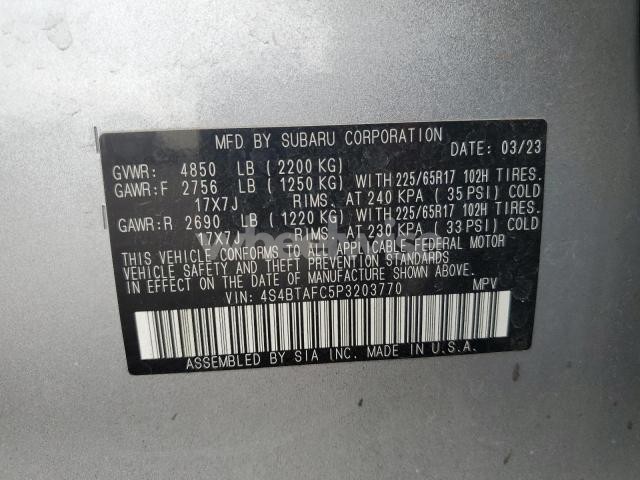 MFD BY SUBARU CORPORATION DATE: 03/23
GVWR: 4850 LB ( 2200 KG)
GAWR:F 2756 LB ( 1250 KG) WITH 225/65R17 102H TIRES.
17X7J RIMS. AT 240 KPA ( 35 PSI) COLD
GAWR:R 2690 LB ( 1220 KG) WITH 225/65R17 102H TIRES.
17X7J RIMS. AT 230 KPA ( 33 PSI) COLD
THIS VEHICLE CONFORMS TO ALL APPLICABLE FEDERAL MOTOR
VEHICLE SAFETY AND THEFT PREVENTION STANDARDS
IN EFFECT ON THE DATE OF MANUFACTURE SHOWN ABOVE.
VIN: 4S4BTAFC5P3203770 MPV
ASSEMBLED BY SIA INC. MADE IN U.S.A.